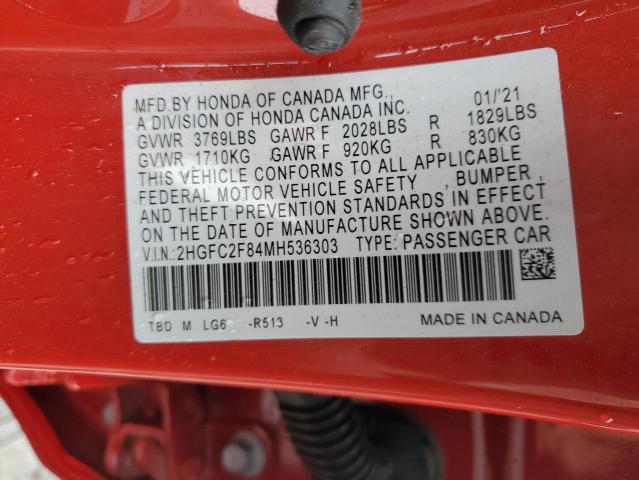 MFD.BY HONDA OF CANADA MFG., 01/'21
A DIVISION OF HONDA CANADA INC.
GVWR 3769LBS GAWR F 2028LBS R 1829LBS
GVWR 1710KG GAWR F 920KG R 830KG
THIS VEHICLE CONFORMS TO ALL APPLICABLE
FEDERAL MOTOR VEHICLE SAFETY , BUMPER ,
AND THEFT PREVENTION STANDARDS IN EFFECT
ON THE DATE OF MANUFACTURE SHOWN ABOVE.
V.I.N: 2HGFC2F84MH536303 TYPE: PASSENGER CAR
TBD M LG6 -R513 -V -H MADE IN CANADA